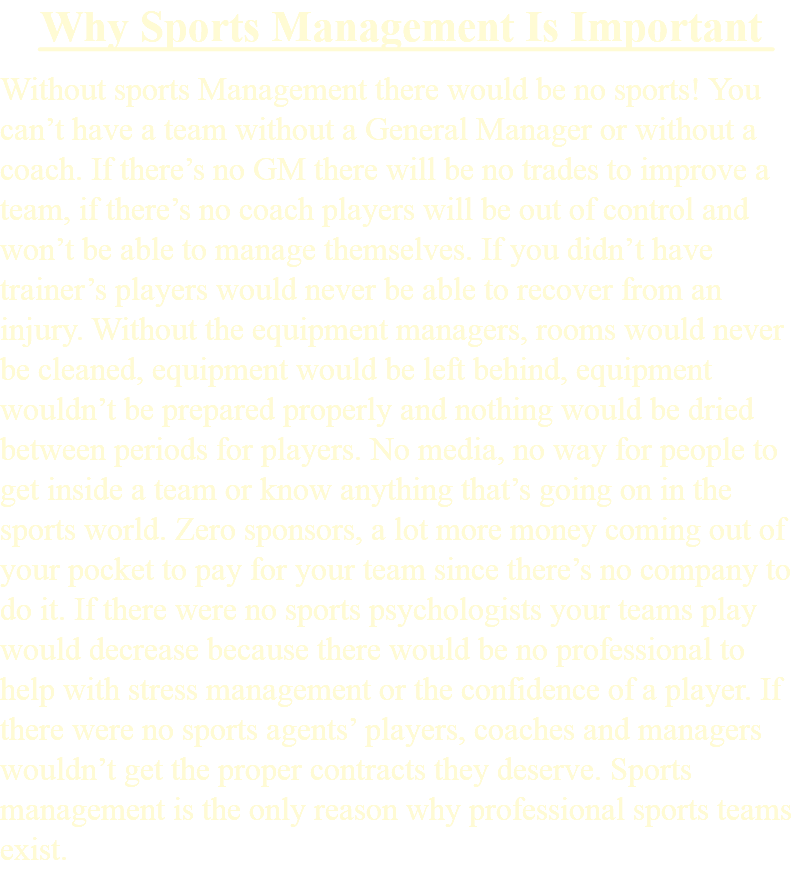 Why Sports Management Is Important
Without sports Management there would be no sports! You
can’t have a team without a General Manager or without a
coach. If there’s no GM there will be no trades to improve a
team, if there’s no coach players will be out of control and
won’t be able to manage themselves. If you didn’t have
trainer’s players would never be able to recover from an
injury. Without the equipment managers, rooms would never
be cleaned, equipment would be left behind, equipment
wouldn’t be prepared properly and nothing would be dried
between periods for players. No media, no way for people to
get inside a team or know anything that’s going on in the
sports world. Zero sponsors, a lot more money coming out of
your pocket to pay for your team since there’s no company to
do it. If there were no sports psychologists your teams play
would decrease because there would be no professional to
help with stress management or the confidence of a player. If
there were no sports agents’ players, coaches and managers
wouldn’t get the proper contracts they deserve. Sports
management is the only reason why professional sports teams
exist.